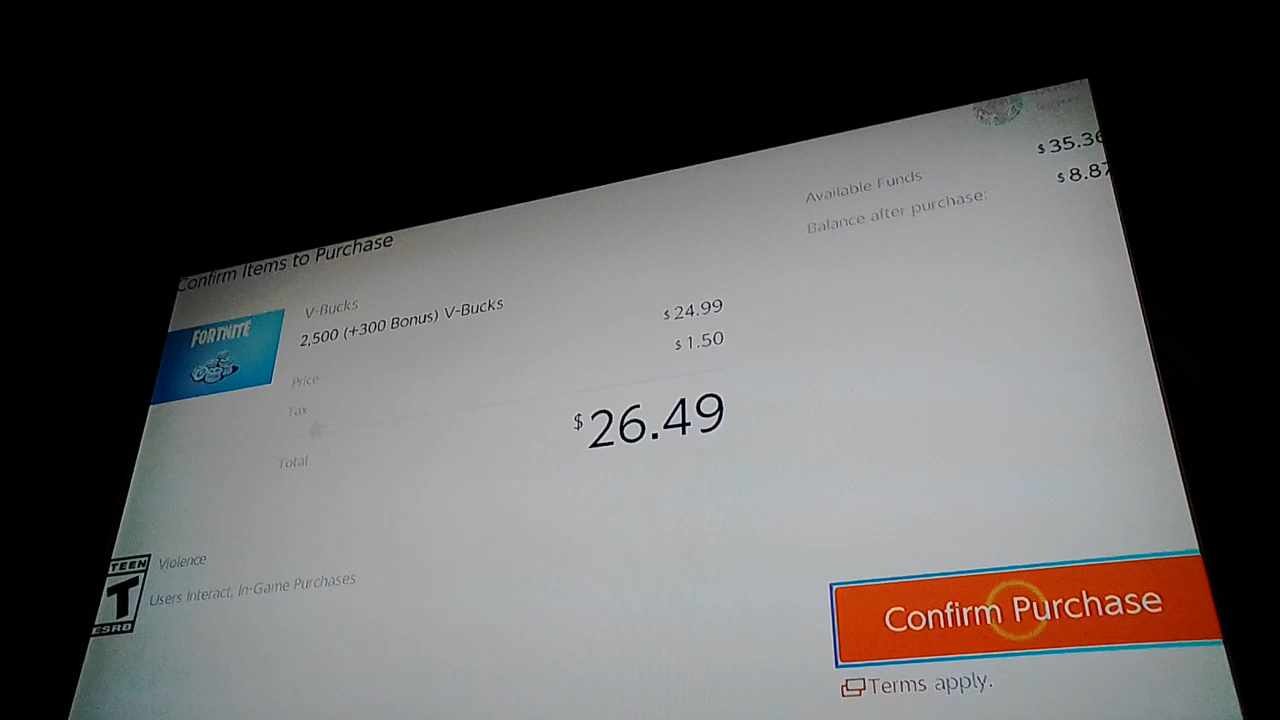 $35.36
Available Funds
$8.87
Balance after purchase:
Confirm Items to Purchase
FORTNITE
V-Bucks
2,500 (+300 Bonus) V-Bucks
Price
$24.99
Tax
$1.50
Total
$26.49
TEEN
T
ESRB
Violence
Users Interact, In-Game Purchases
Confirm Purchase
Terms apply.